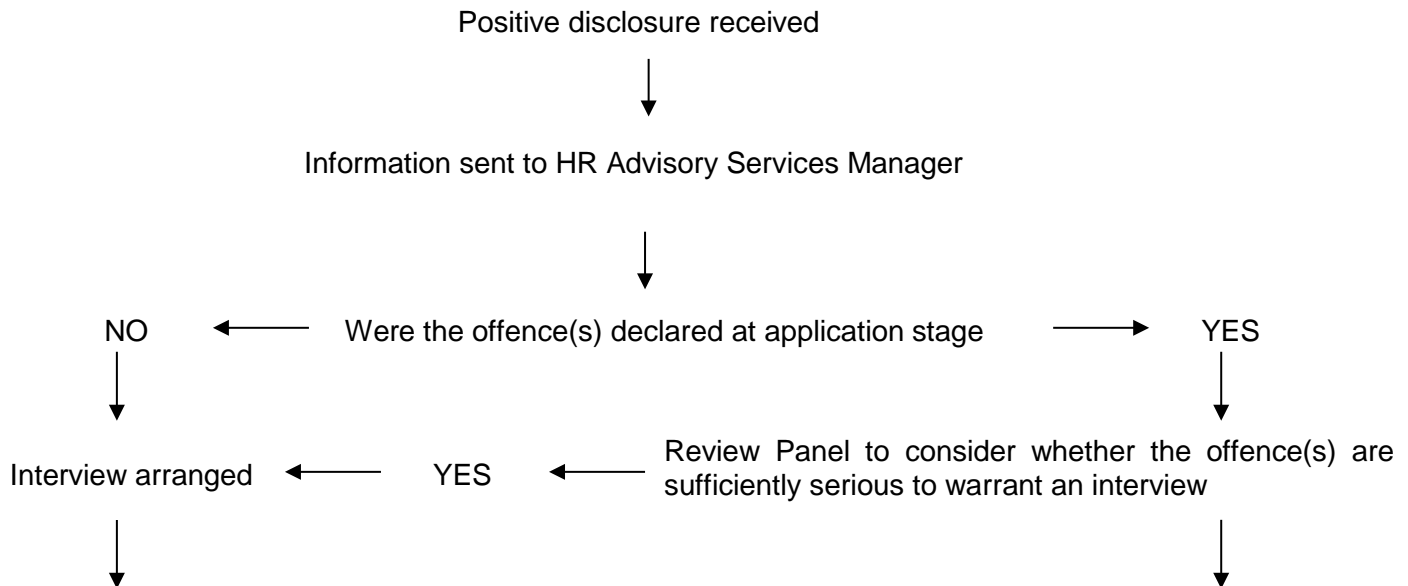 Positive disclosure received
Information sent to HR Advisory Services Manager
NO
Were the offence(s) declared at application stage
YES
Interview arranged
YES
Review Panel to consider whether the offence(s) are
sufficiently serious to warrant an interview